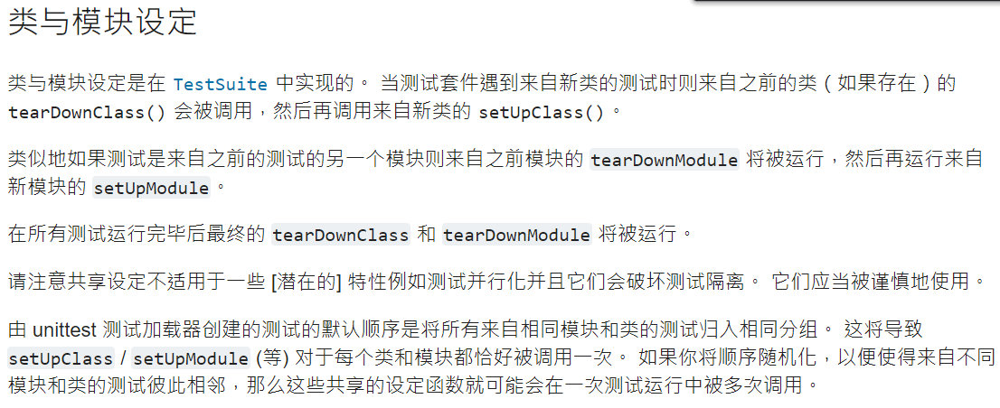 类与模块设定
类与模块设定是在 TestSuite 中实现的。 当测试套件遇到来自新类的测试时则来自之前的类（如果存在）的
tearDownClass() 会被调用，然后再调用来自新类的 setUpClass()。
类似地如果测试是来自之前的测试的另一个模块则来自之前模块的 tearDownModule 将被运行，然后再运行来自
新模块的 setUpModule。
在所有测试运行完毕后最终的 tearDownClass 和 tearDownModule 将被运行。
请注意共享设定不适用于一些 [潜在的] 特性例如测试并行化并且它们会破坏测试隔离。 它们应当被谨慎地使用。
由 unittest 测试加载器创建的测试的默认顺序是将所有来自相同模块和类的测试归入相同分组。 这将导致
setUpClass / setUpModule (等) 对于每个类和模块都恰好被调用一次。 如果你将顺序随机化，以便使得来自不同
模块和类的测试彼此相邻，那么这些共享的设定函数就可能会在一次测试运行中被多次调用。